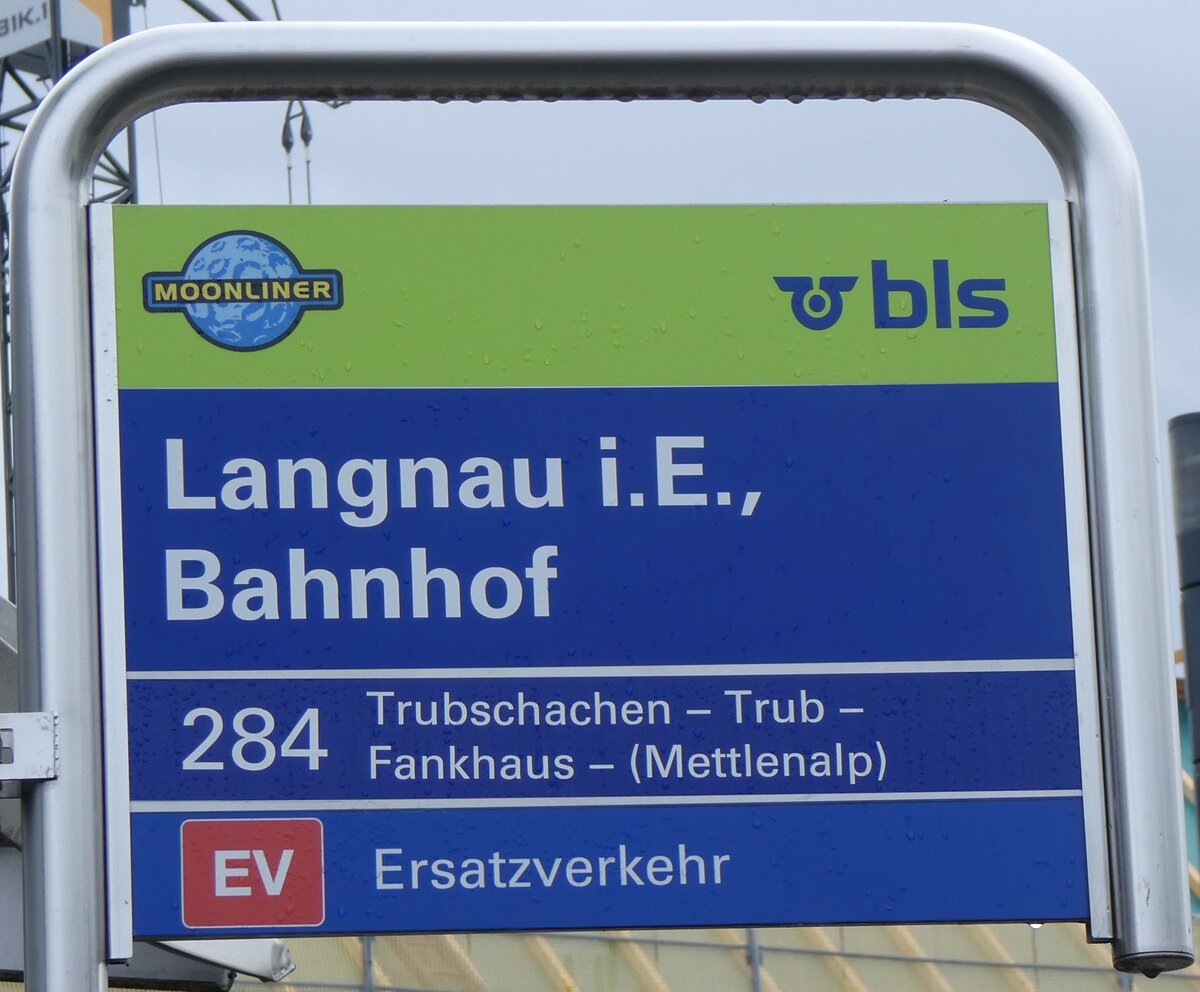 MOONLINER
bls
Langnau i.E.,
Bahnhof
284
Trubschachen – Trub –
Fankhaus – (Mettlenalp)
EV Ersatzverkehr